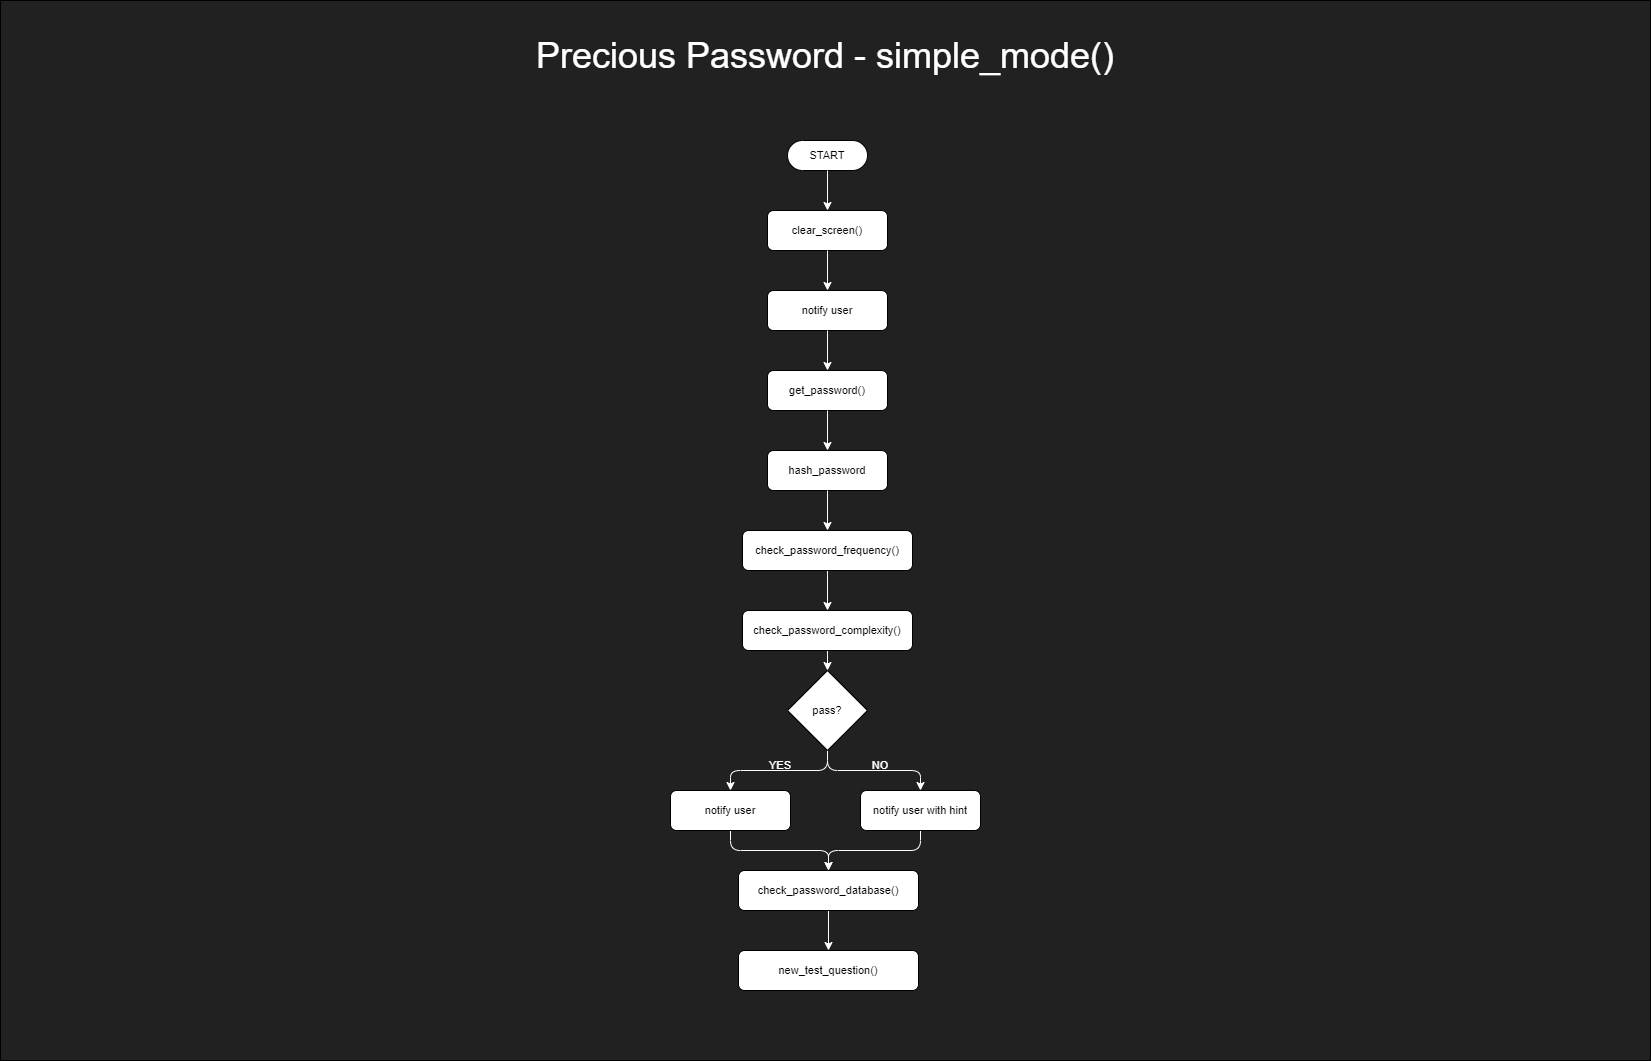 Precious Password - simple_mode()
START
clear_screen()
notify user
get_password()
hash_password
check_password_frequency()
check_password_complexity()
pass?
YES
NO
notify user
notify user with hint
check_password_database()
new_test_question()